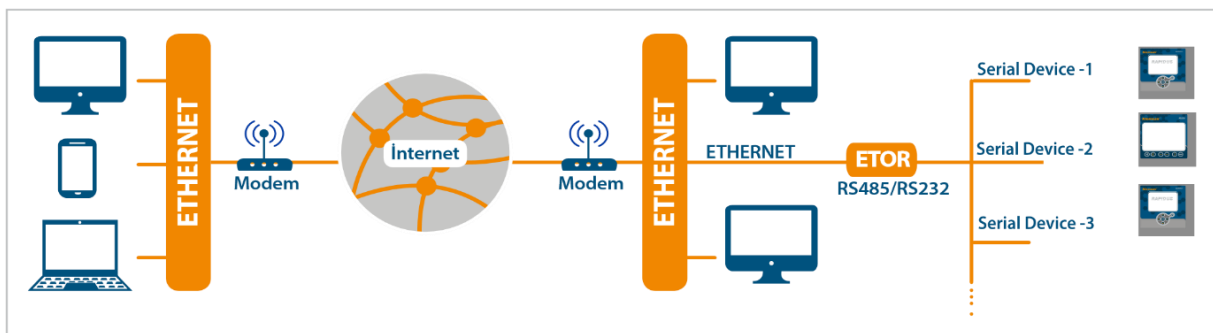 ETHERNET
Modem
İnternet
Modem
ETHERNET
ETHERNET
ETOR
RS485/RS232
Serial Device -1
Serial Device -2
Serial Device -3